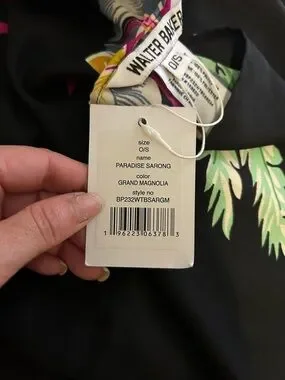 WALTER BAKER
O/S
size
O/S
name
PARADISE SARONG
color
GRAND MAGNOLIA
style no
BP232WTBSARGM
1 96223 06378 3